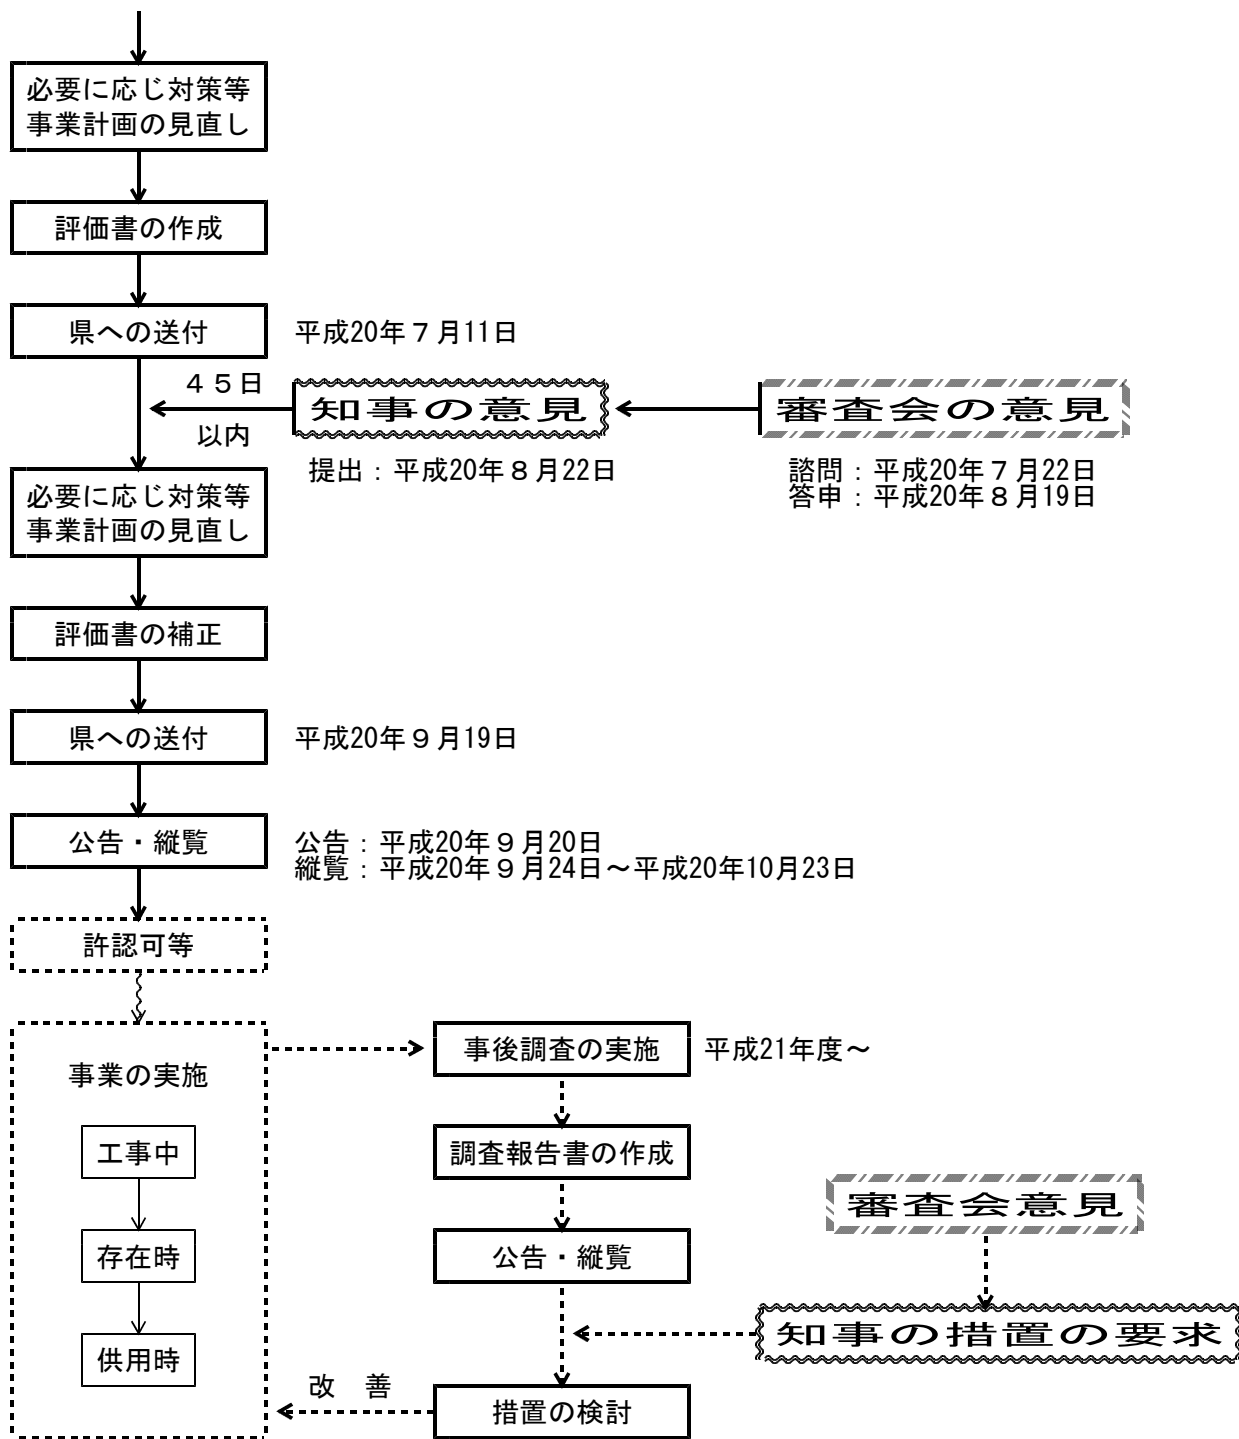 必要に応じ対策等
事業計画の見直し
評価書の作成
県への送付
平成20年７月11日
４５日
以内
知事の意見
審査会の意見
提出：平成20年８月22日
諮問：平成20年７月22日
答申：平成20年８月19日
必要に応じ対策等
事業計画の見直し
評価書の補正
県への送付
平成20年９月19日
公告・縦覧
公告：平成20年９月20日
縦覧：平成20年９月24日～平成20年10月23日
許認可等
事業の実施
工事中
存在時
供用時
事後調査の実施
平成21年度～
調査報告書の作成
公告・縦覧
審査会意見
知事の措置の要求
措置の検討
改　善